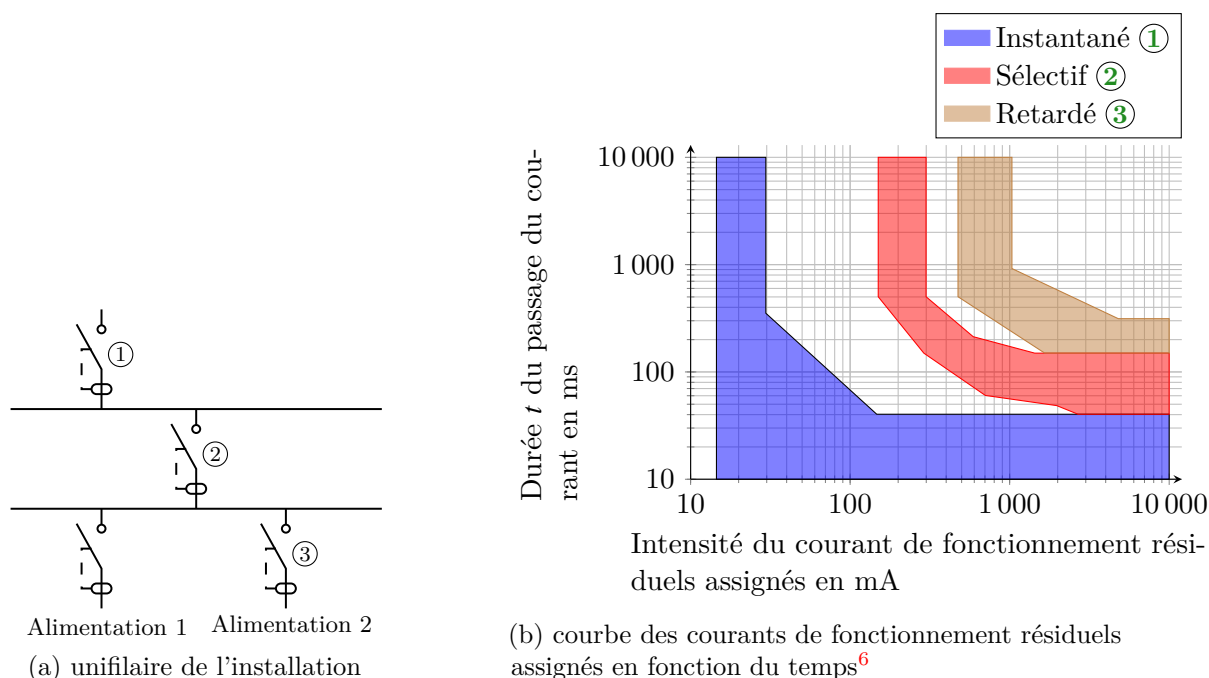 Instantané ①
Sélectif ②
Retardé ③
10 000
1 000
100
10
Durée t du passage du cou-
rant en ms
10
100
1 000
10 000
Intensité du courant de fonctionnement rési-
duels assignés en mA
①
②
③
Alimentation 1
Alimentation 2
(a) unifilaire de l'installation
(b) courbe des courants de fonctionnement résiduels
assignés en fonction du temps⁶